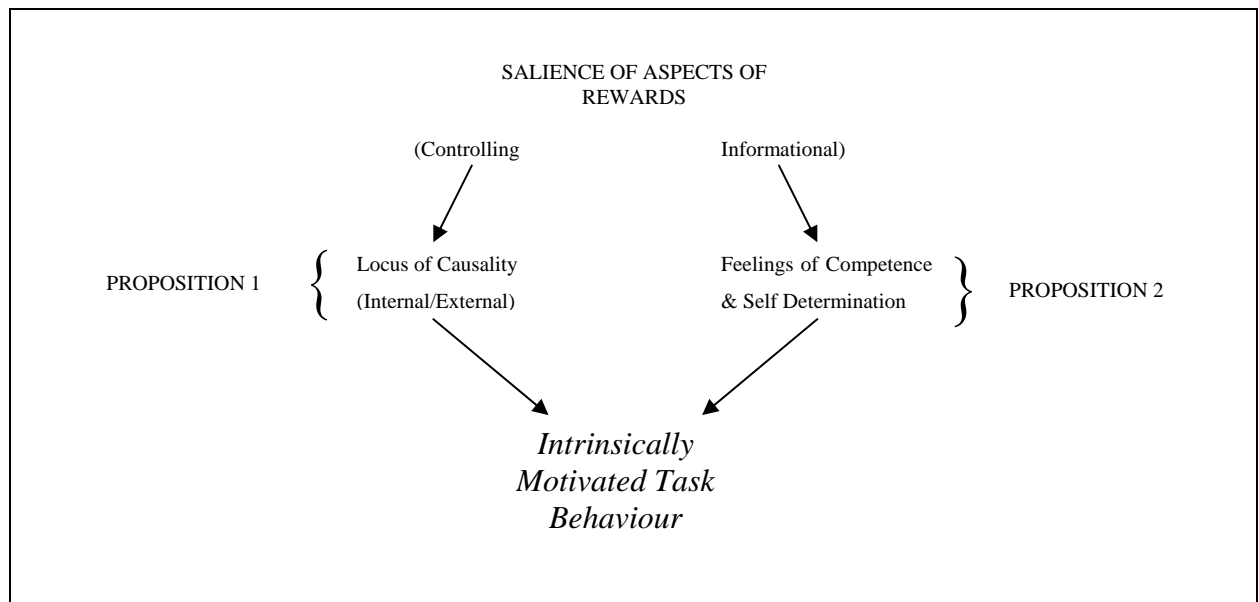 SALIENCE OF ASPECTS OF
REWARDS
(Controlling
Informational)
PROPOSITION 1
Locus of Causality
(Internal/External)
Feelings of Competence
& Self Determination
PROPOSITION 2
Intrinsically
Motivated Task
Behaviour